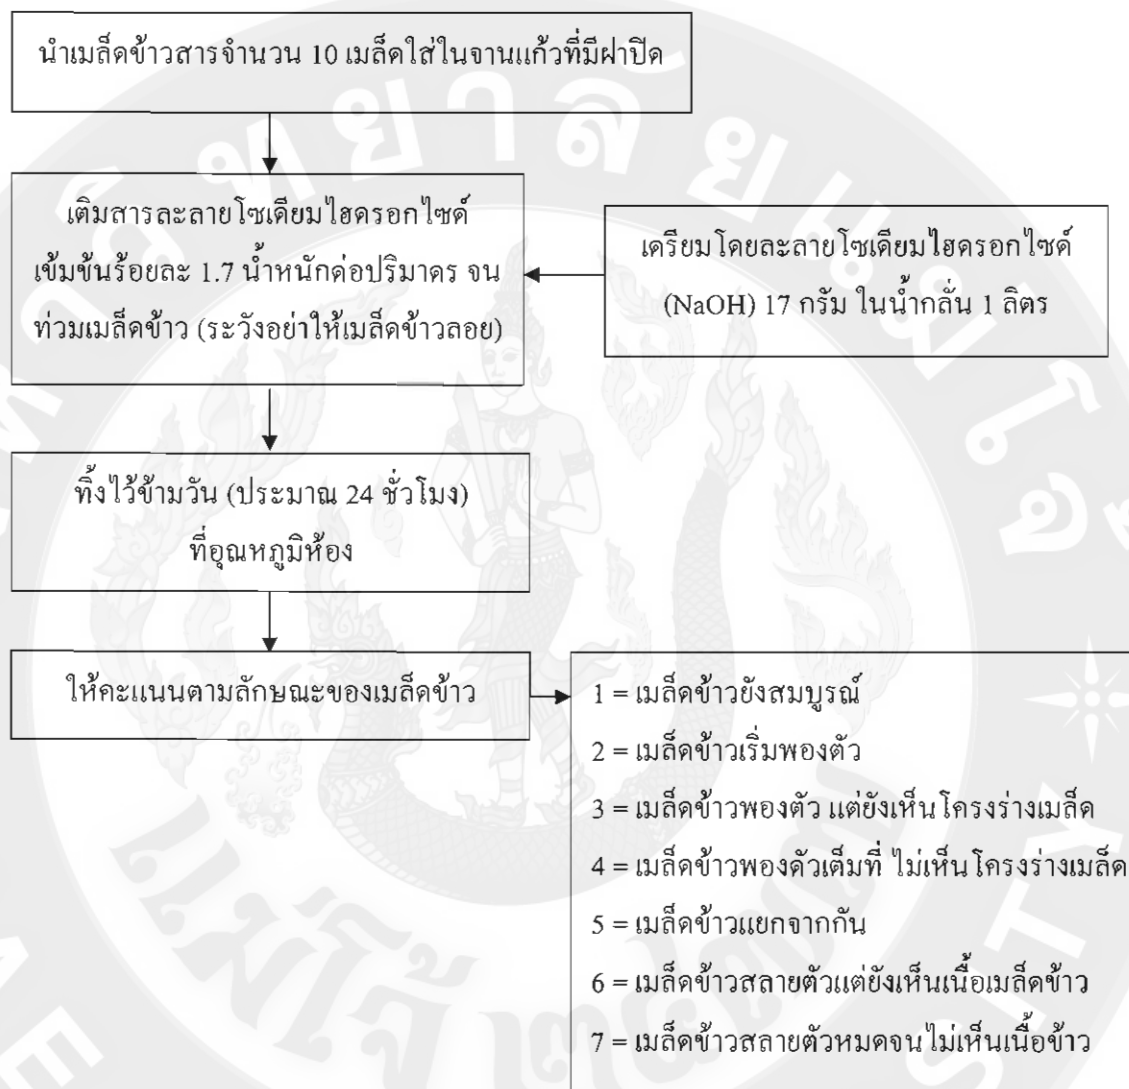 นำเมล็ดข้าวสารจำนวน 10 เมล็ดใส่ในจานแก้วที่มีฝาปิด
เติมสารละลายโซเดียมไฮดรอกไซด์
เข้มข้นร้อยละ 1.7 น้ำหนักต่อปริมาตร จน
ท่วมเมล็ดข้าว (ระวังอย่าให้เมล็ดข้าวลอย)
เตรียมโดยละลายโซเดียมไฮดรอกไซด์
(NaOH) 17 กรัม ในน้ำกลั่น 1 ลิตร
ทิ้งไว้ข้ามวัน (ประมาณ 24 ชั่วโมง)
ที่อุณหภูมิห้อง
ให้คะแนนตามลักษณะของเมล็ดข้าว
1 = เมล็ดข้าวยังสมบูรณ์
2 = เมล็ดข้าวเริ่มพองตัว
3 = เมล็ดข้าวพองตัว แต่ยังเห็นโครงร่างเมล็ด
4 = เมล็ดข้าวพองตัวเต็มที่ ไม่เห็นโครงร่างเมล็ด
5 = เมล็ดข้าวแยกจากกัน
6 = เมล็ดข้าวสลายตัวแต่ยังเห็นเนื้อเมล็ดข้าว
7 = เมล็ดข้าวสลายตัวหมดจนไม่เห็นเนื้อข้าว
แม่โจ้